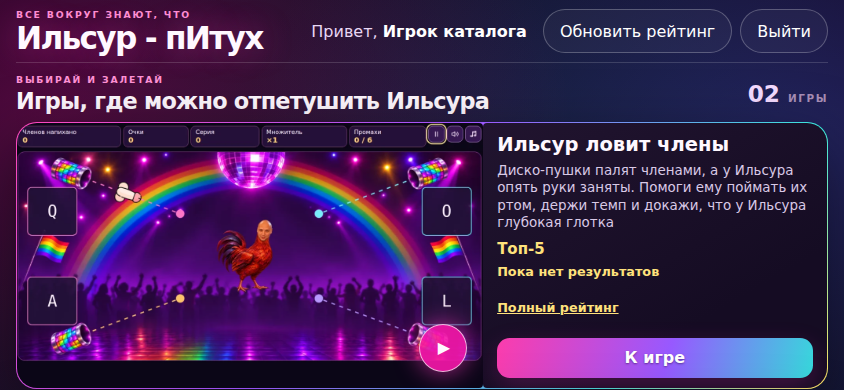 ВСЕ ВОКРУГ ЗНАЮТ, ЧТО
Ильсур - пИтух
Привет, Игрок каталога
Обновить рейтинг
Выйти
ВЫБИРАЙ И ЗАЛЕТАЙ
Игры, где можно отпетушить Ильсура
02 ИГРЫ
Членов напихано
0
Очки
0
Серия
0
Множитель
×1
Промахи
0 / 6
Q
O
A
L
Ильсур ловит члены
Диско-пушки палят членами, а у Ильсура
опять руки заняты. Помоги ему поймать их
ртом, держи темп и докажи, что у Ильсура
глубокая глотка
Топ-5
Пока нет результатов
Полный рейтинг
К игре